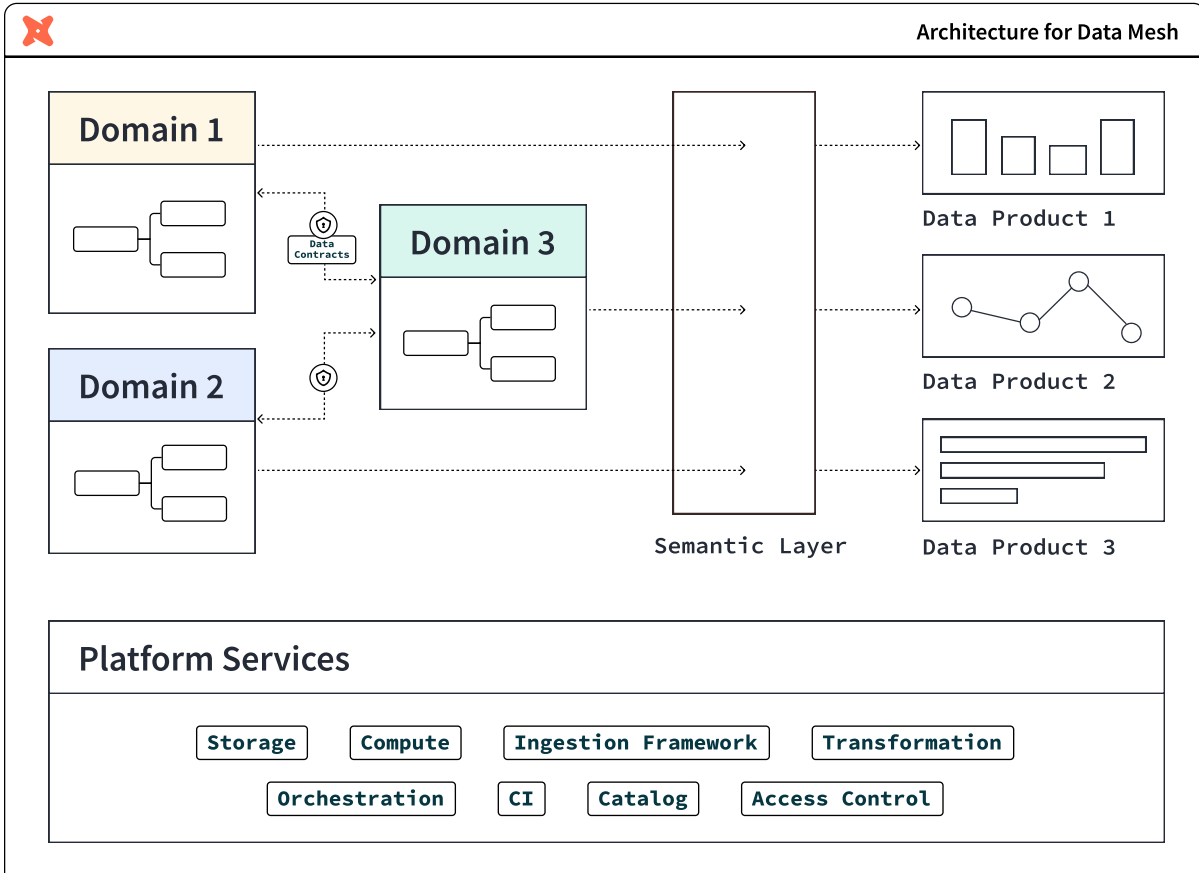 Architecture for Data Mesh
Domain 1
Data
Contracts
Domain 3
Domain 2
Semantic Layer
Data Product 1
Data Product 2
Data Product 3
Platform Services
Storage
Compute
Ingestion Framework
Transformation
Orchestration
CI
Catalog
Access Control